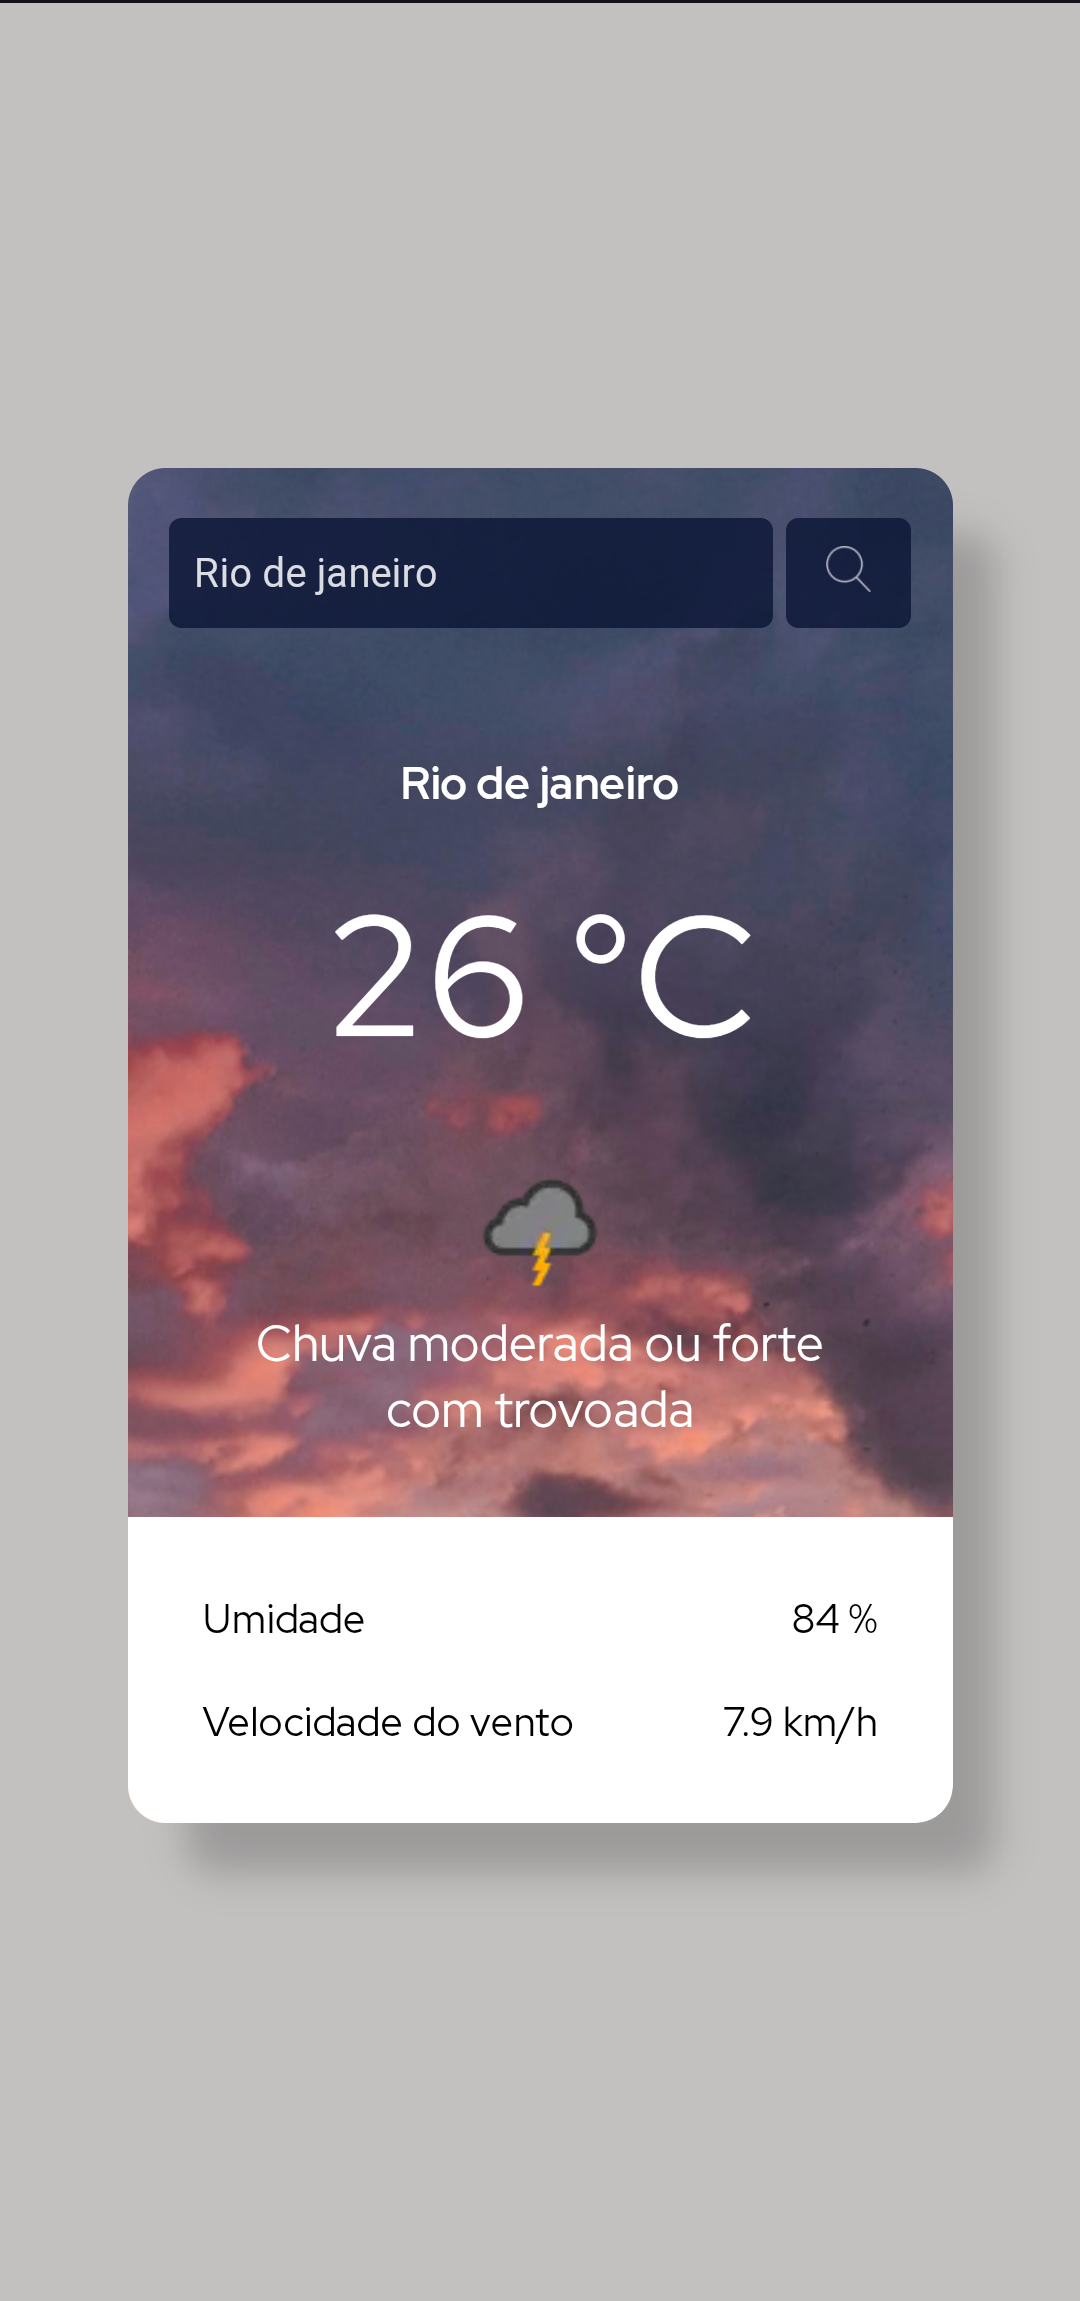 Rio de janeiro
Rio de janeiro
26 °C
Chuva moderada ou forte
com trovoada
Umidade 84 %
Velocidade do vento 7.9 km/h